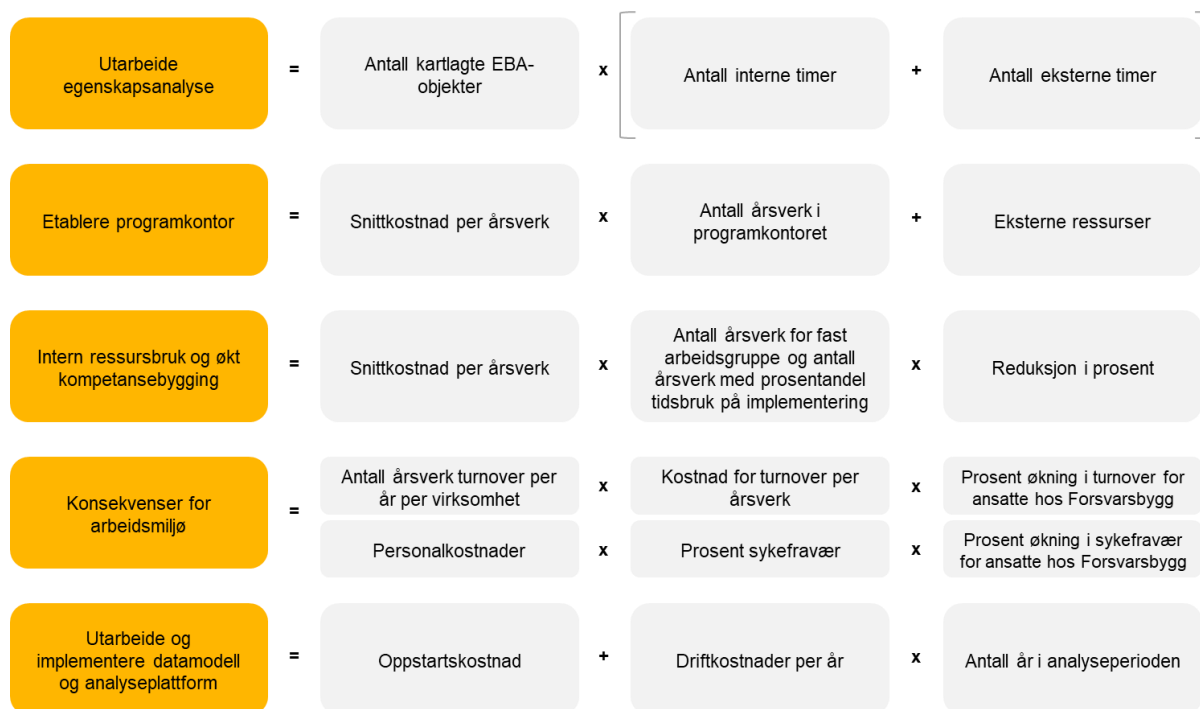 Utarbeide
egenskapsanalyse
=
Antall kartlagte EBA-
objekter
x
Antall interne timer
+
Antall eksterne timer
Etablere programkontor
=
Snittkostnad per årsverk
x
Antall årsverk i
programkontoret
+
Eksterne ressurser
Intern ressursbruk og økt
kompetansebygging
=
Snittkostnad per årsverk
x
Antall årsverk for fast
arbeidsgruppe og antall
årsverk med prosentandel
tidsbruk på implementering
x
Reduksjon i prosent
Konsekvenser for
arbeidsmiljø
=
Antall årsverk turnover per
år per virksomhet
x
Kostnad for turnover per
årsverk
x
Prosent økning i turnover for
ansatte hos Forsvarsbygg
Personalkostnader
x
Prosent sykefravær
x
Prosent økning i sykefravær
for ansatte hos Forsvarsbygg
Utarbeide og
implementere datamodell
og analyseplattform
=
Oppstartskostnad
+
Driftkostnader per år
x
Antall år i analyseperioden